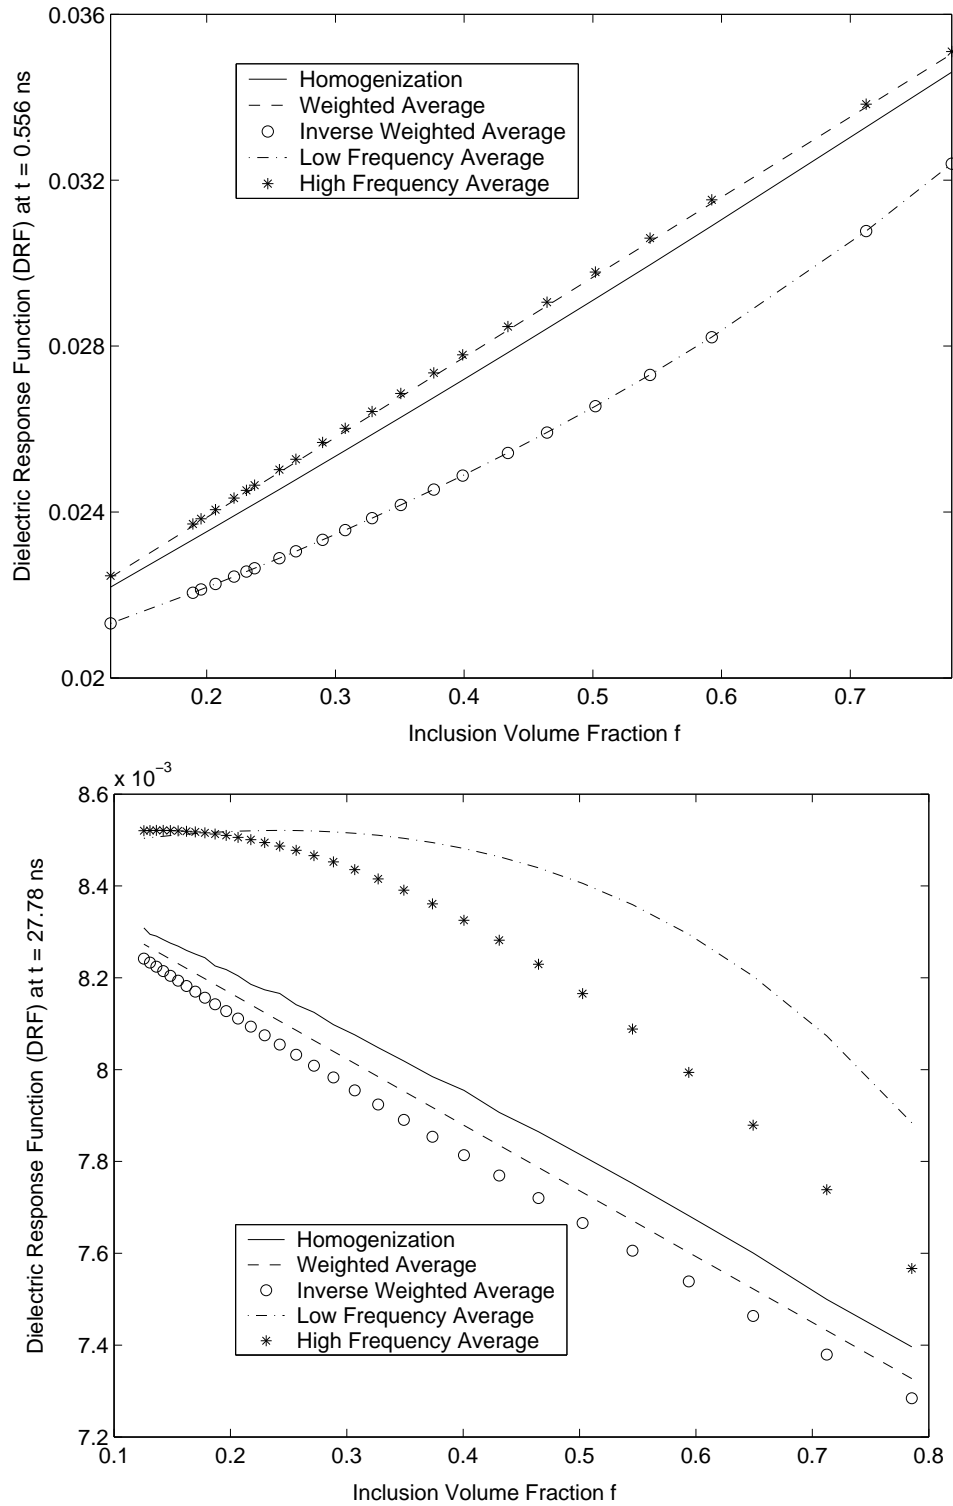 0.036
Homogenization
Weighted Average
Inverse Weighted Average
Low Frequency Average
High Frequency Average
0.032
0.028
0.024
0.02
Dielectric Response Function (DRF) at t = 0.556 ns
0.2 0.3 0.4 0.5 0.6 0.7
Inclusion Volume Fraction f
x 10−3
8.6
8.4
8.2
8
7.8
7.6
7.4
7.2
Dielectric Response Function (DRF) at t = 27.78 ns
Homogenization
Weighted Average
Inverse Weighted Average
Low Frequency Average
High Frequency Average
0.1 0.2 0.3 0.4 0.5 0.6 0.7 0.8
Inclusion Volume Fraction f